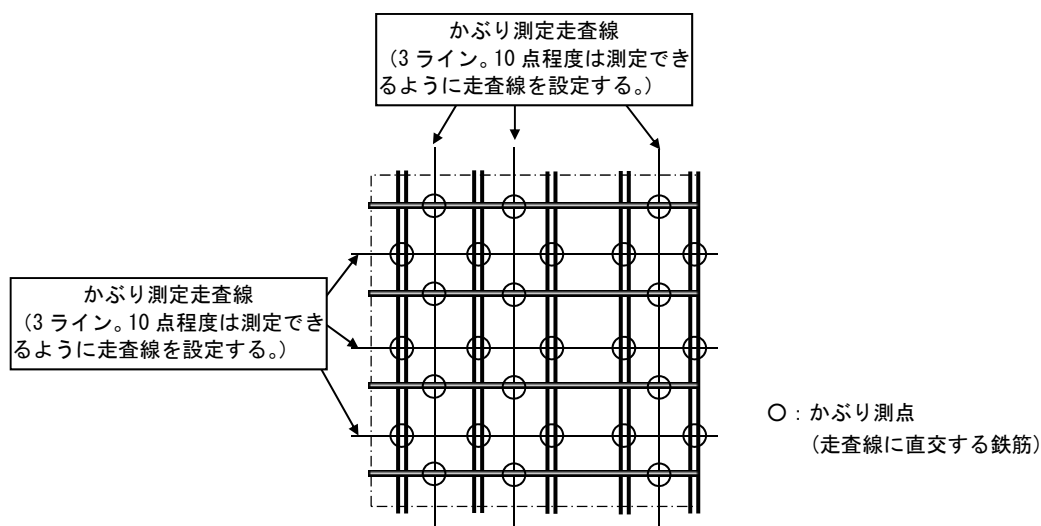 かぶり測定走査線
（3 ライン。10 点程度は測定でき
るように走査線を設定する。）
かぶり測定走査線
（3 ライン。10 点程度は測定でき
るように走査線を設定する。）
○：かぶり測点
（走査線に直交する鉄筋）